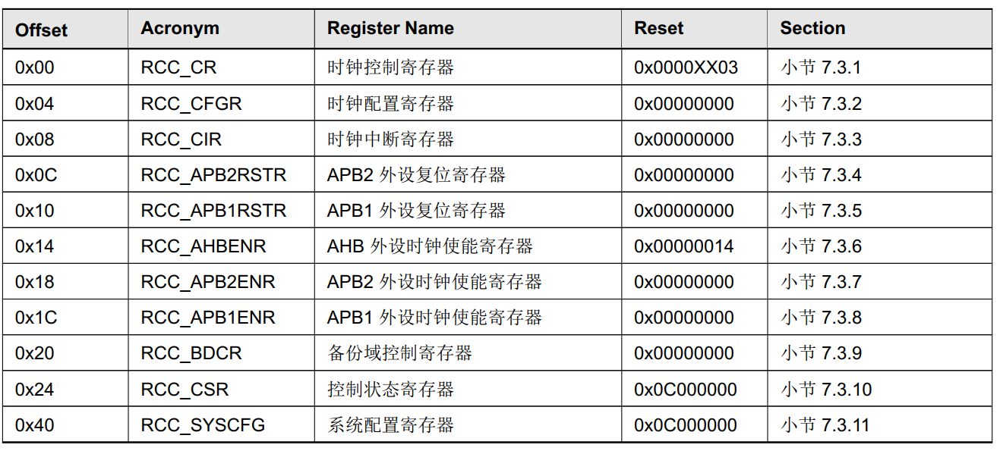 Offset Acronym Register Name Reset Section
0x00 RCC_CR 时钟控制寄存器 0x0000XX03 小节 7.3.1
0x04 RCC_CFGR 时钟配置寄存器 0x00000000 小节 7.3.2
0x08 RCC_CIR 时钟中断寄存器 0x00000000 小节 7.3.3
0x0C RCC_APB2RSTR APB2 外设复位寄存器 0x00000000 小节 7.3.4
0x10 RCC_APB1RSTR APB1 外设复位寄存器 0x00000000 小节 7.3.5
0x14 RCC_AHBENR AHB 外设时钟使能寄存器 0x00000014 小节 7.3.6
0x18 RCC_APB2ENR APB2 外设时钟使能寄存器 0x00000000 小节 7.3.7
0x1C RCC_APB1ENR APB1 外设时钟使能寄存器 0x00000000 小节 7.3.8
0x20 RCC_BDCR 备份域控制寄存器 0x00000000 小节 7.3.9
0x24 RCC_CSR 控制状态寄存器 0x0C000000 小节 7.3.10
0x40 RCC_SYSCFG 系统配置寄存器 0x0C000000 小节 7.3.11